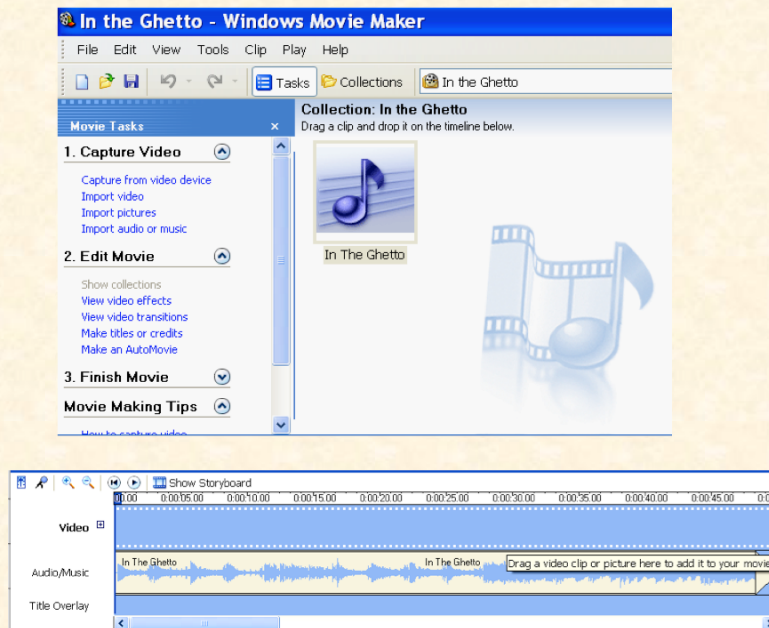 In the Ghetto - Windows Movie Maker
File Edit View Tools Clip Play Help
Tasks Collections In the Ghetto
Movie Tasks ×
Collection: In the Ghetto
Drag a clip and drop it on the timeline below.
1. Capture Video
Capture from video device
Import video
Import pictures
Import audio or music
2. Edit Movie
Show collections
View video effects
View video transitions
Make titles or credits
Make an AutoMovie
3. Finish Movie
Movie Making Tips
How to capture video
In The Ghetto
Show Storyboard
0:00:05.00 0:00:10.00 0:00:15.00 0:00:20.00 0:00:25.00 0:00:30.00 0:00:35.00 0:00:40.00 0:00:45.00
Video
Audio/Music In The Ghetto In The Ghetto
Drag a video clip or picture here to add it to your movie
Title Overlay